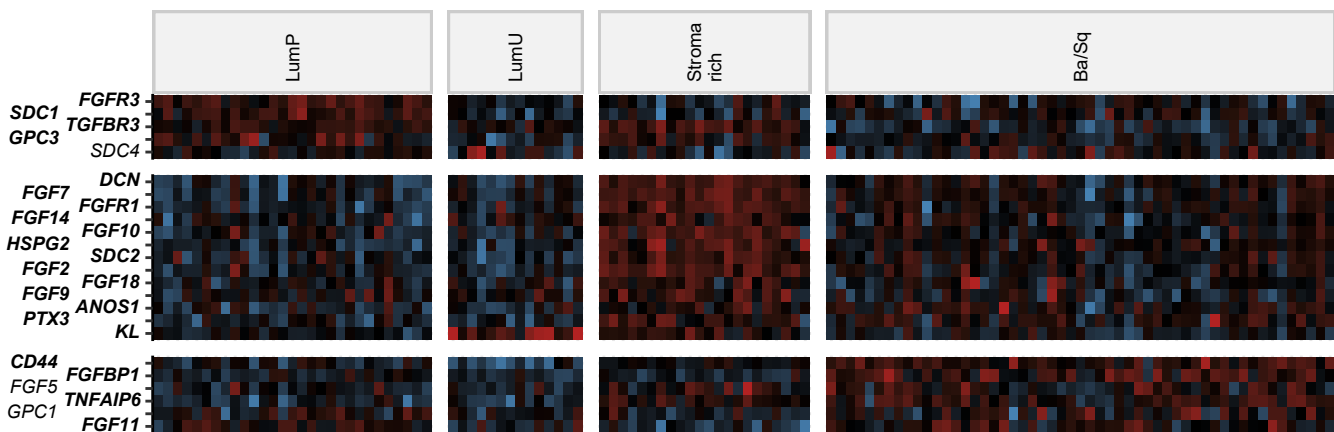 LumP
LumU
Stroma
rich
Ba/Sq
FGFR3
SDC1
TGFBR3
GPC3
SDC4
DCN
FGF7
FGFR1
FGF14
FGF10
HSPG2
SDC2
FGF2
FGF18
FGF9
ANOS1
PTX3
KL
CD44
FGFBP1
FGF5
TNFAIP6
GPC1
FGF11